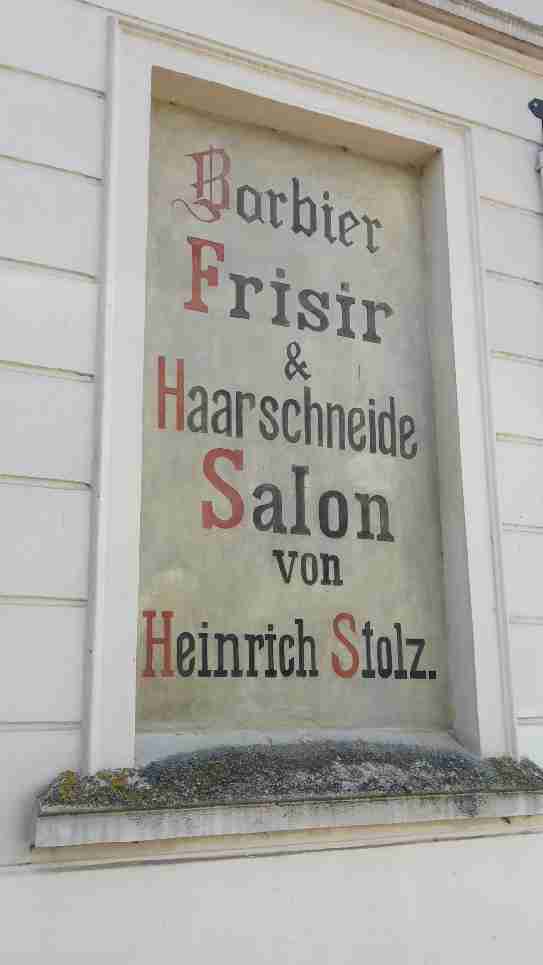 Barbier
Frisir
&
Haarschneide
Salon
von
Heinrich Stolz.